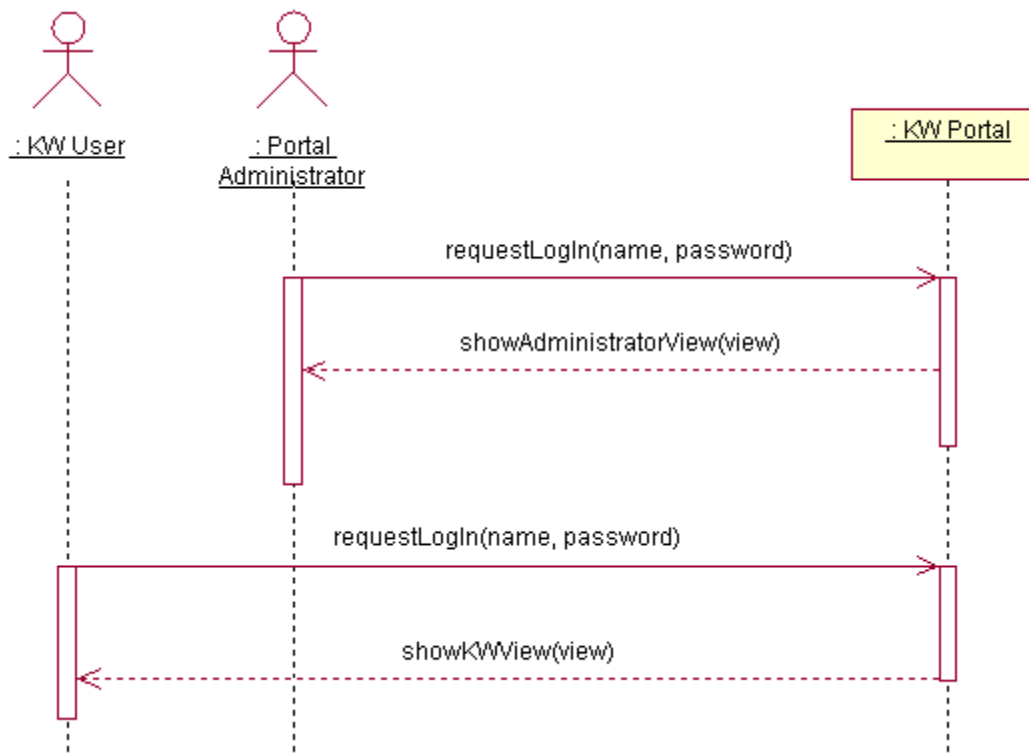 : KW User
: Portal
Administrator
: KW Portal
requestLogIn(name, password)
showAdministratorView(view)
requestLogIn(name, password)
showKWView(view)